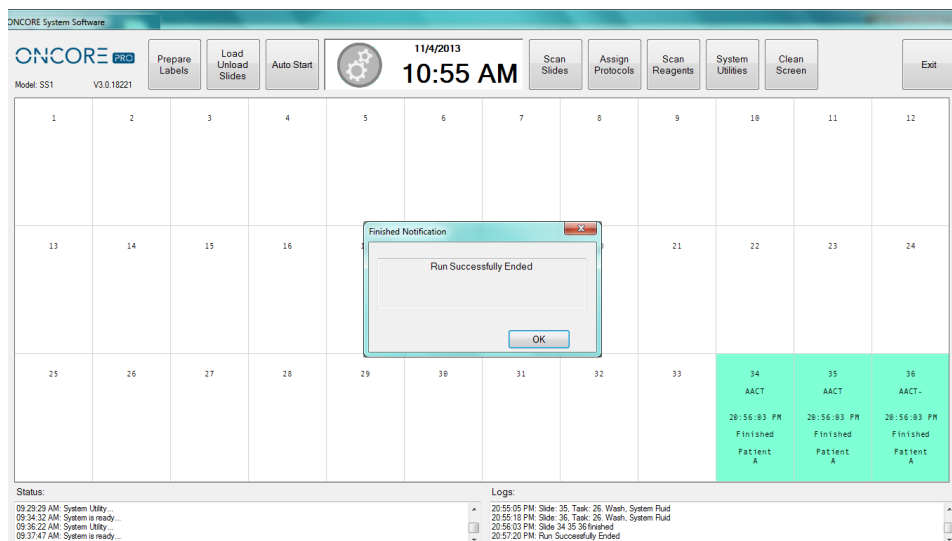 ONCORE System Software
ONCORE PRO
Model: SS1 V3.0.18221
Prepare Labels
Load Unload Slides
Auto Start
11/4/2013
10:55 AM
Scan Slides
Assign Protocols
Scan Reagents
System Utilities
Clean Screen
Exit
1 2 3 4 5 6 7 8 9 10 11 12
13 14 15 16 21 22 23 24
Finished Notification
Run Successfully Ended
OK
25 26 27 28 29 30 31 32 33 34 35 36
AACT AACT AACT-
20:56:03 PM 20:56:03 PM 20:56:03 PM
Finished Finished Finished
Patient Patient Patient
A A A
Status:
09:29:29 AM: System Utility...
09:34:32 AM: System is ready...
09:36:22 AM: System Utility...
09:37:47 AM: System is ready...
Logs:
20:55:05 PM: Slide: 35, Task: 26. Wash, System Fluid
20:55:18 PM: Slide: 36, Task: 26. Wash, System Fluid
20:56:03 PM: Slide 34 35 36 finished
20:57:20 PM: Run Successfully Ended